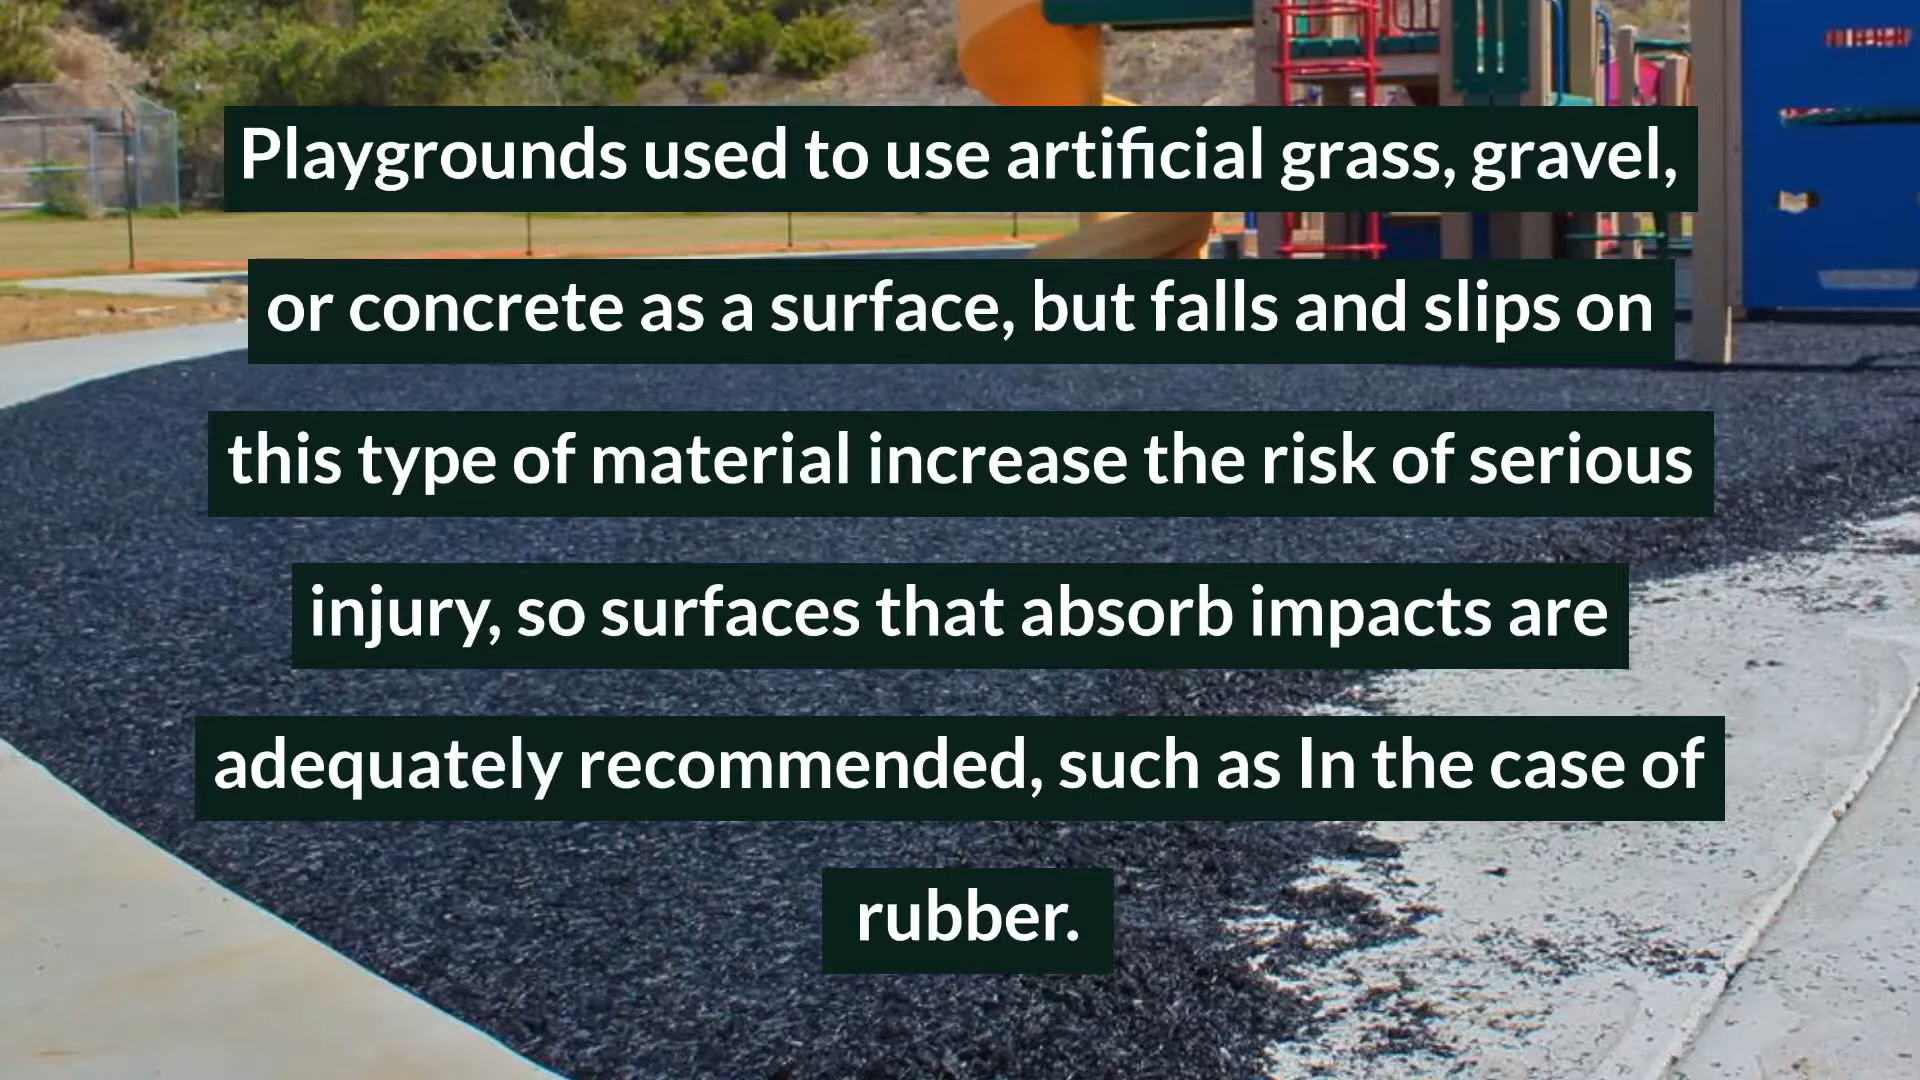 Playgrounds used to use artificial grass, gravel,
or concrete as a surface, but falls and slips on
this type of material increase the risk of serious
injury, so surfaces that absorb impacts are
adequately recommended, such as In the case of
rubber.